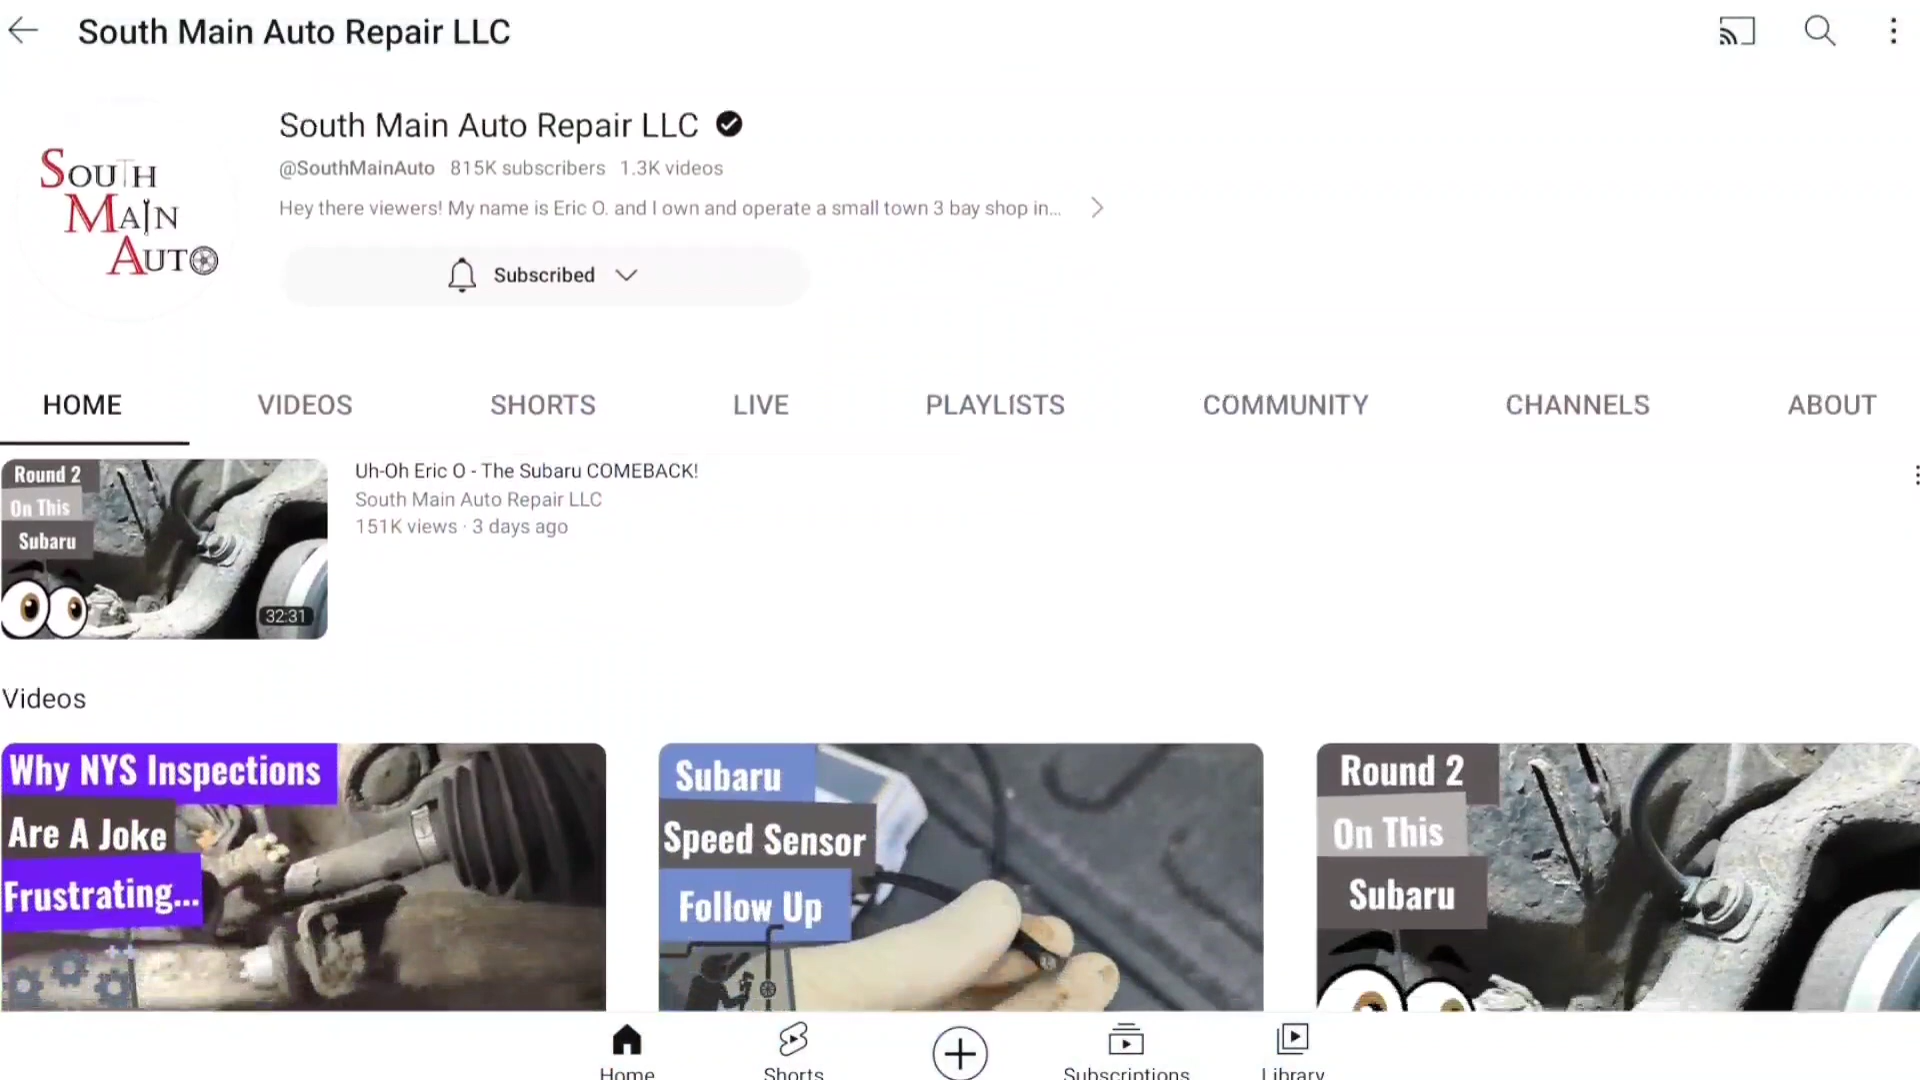 South Main Auto Repair LLC
SOUTH
MAIN
AUTO
South Main Auto Repair LLC
@SouthMainAuto 815K subscribers 1.3K videos
Hey there viewers! My name is Eric O. and I own and operate a small town 3 bay shop in...
Subscribed
HOME VIDEOS SHORTS LIVE PLAYLISTS COMMUNITY CHANNELS ABOUT
Round 2
On This
Subaru
32:31
Uh-Oh Eric O - The Subaru COMEBACK!
South Main Auto Repair LLC
151K views · 3 days ago
Videos
Why NYS Inspections
Are A Joke
Frustrating...
Subaru
Speed Sensor
Follow Up
Round 2
On This
Subaru
Home Shorts Subscriptions Library